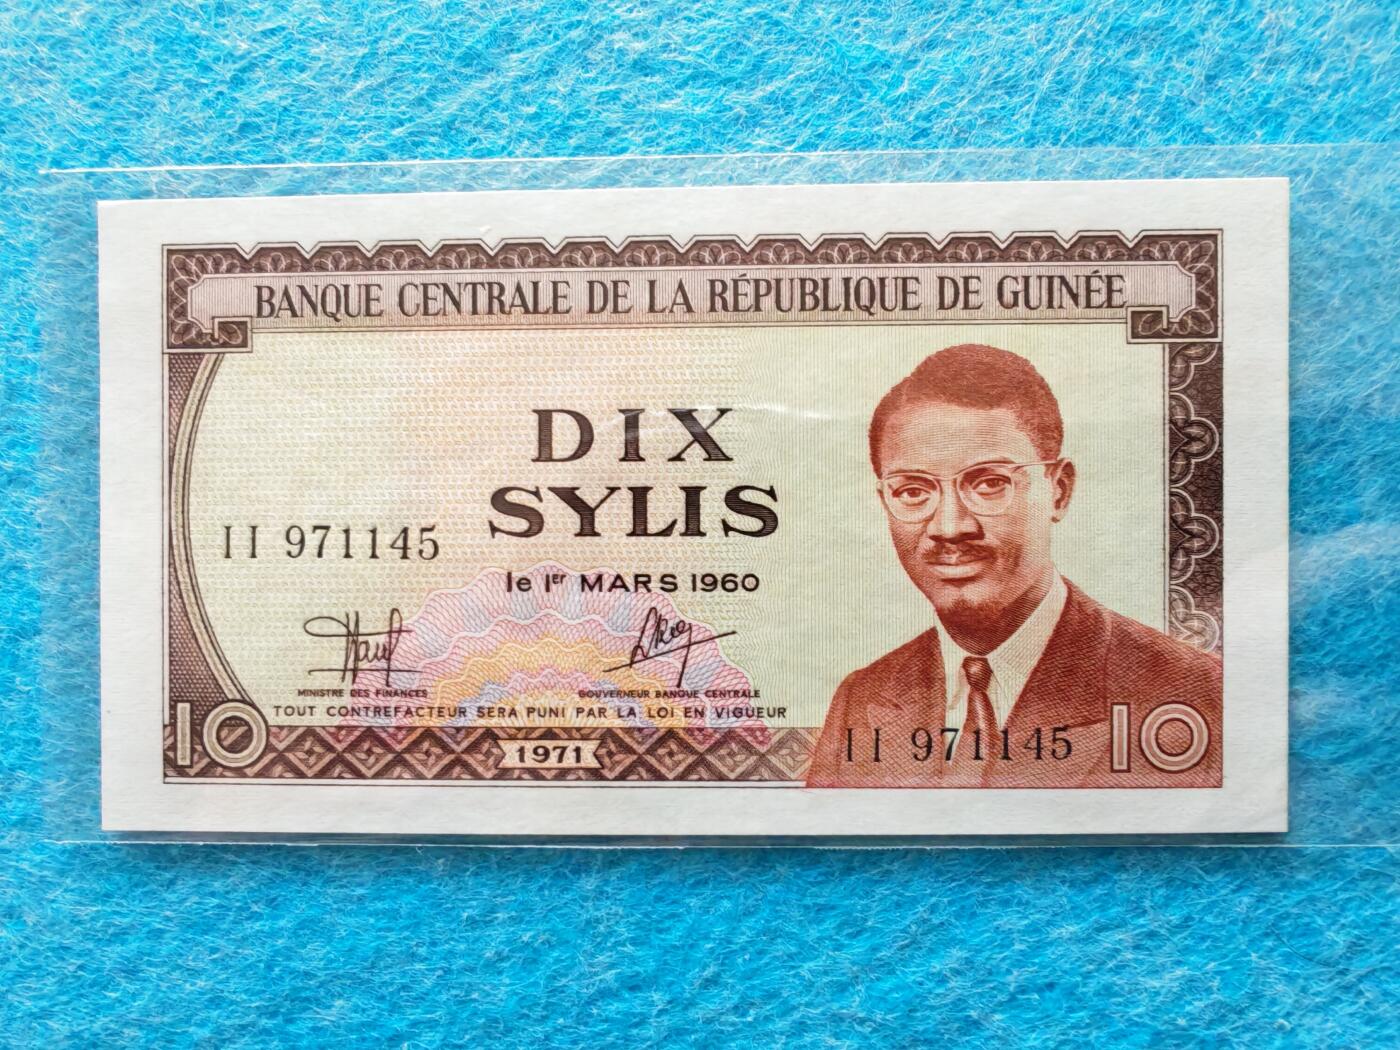 BANQUE CENTRALE DE LA RÉPUBLIQUE DE GUINÉE
DIX
SYLIS
II 971145
le 1er MARS 1960
MINISTRE DES FINANCES
GOUVERNEUR BANQUE CENTRALE
TOUT CONTREFACTEUR SERA PUNI PAR LA LOI EN VIGUEUR
10
1971
II 971145
10